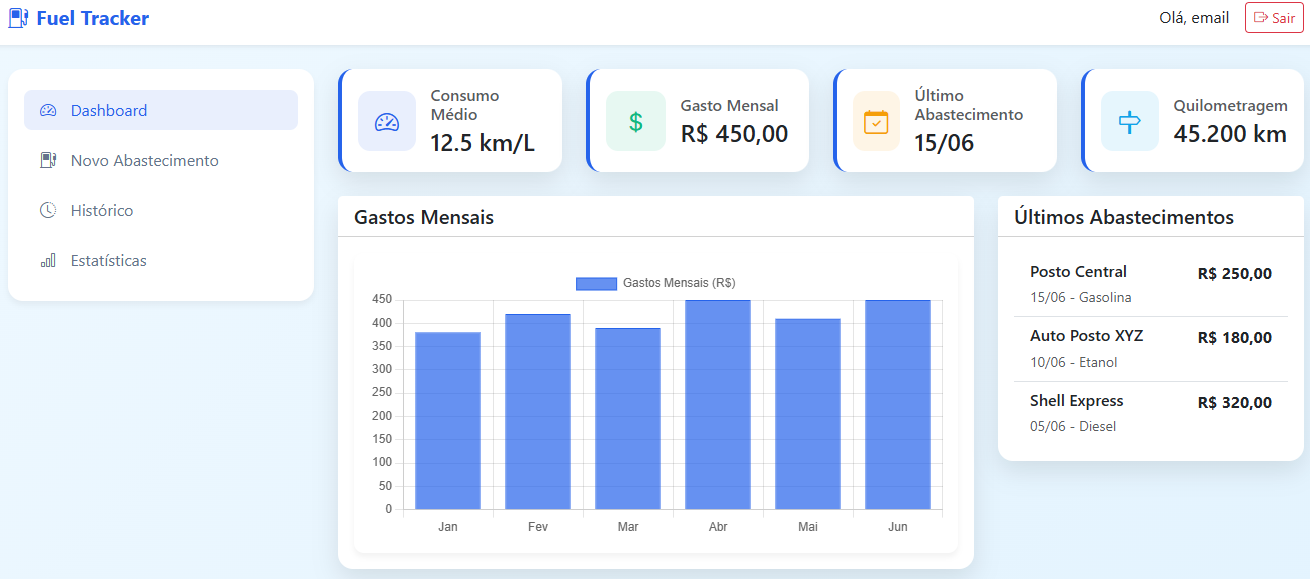 Fuel Tracker
Olá, email
Sair
Dashboard
Novo Abastecimento
Histórico
Estatísticas
Consumo
Médio
12.5 km/L
Gasto Mensal
R$ 450,00
Último
Abastecimento
15/06
Quilometragem
45.200 km
Gastos Mensais
Gastos Mensais (R$)
450
400
350
300
250
200
150
100
50
0
Jan Fev Mar Abr Mai Jun
Últimos Abastecimentos
Posto Central R$ 250,00
15/06 - Gasolina
Auto Posto XYZ R$ 180,00
10/06 - Etanol
Shell Express R$ 320,00
05/06 - Diesel